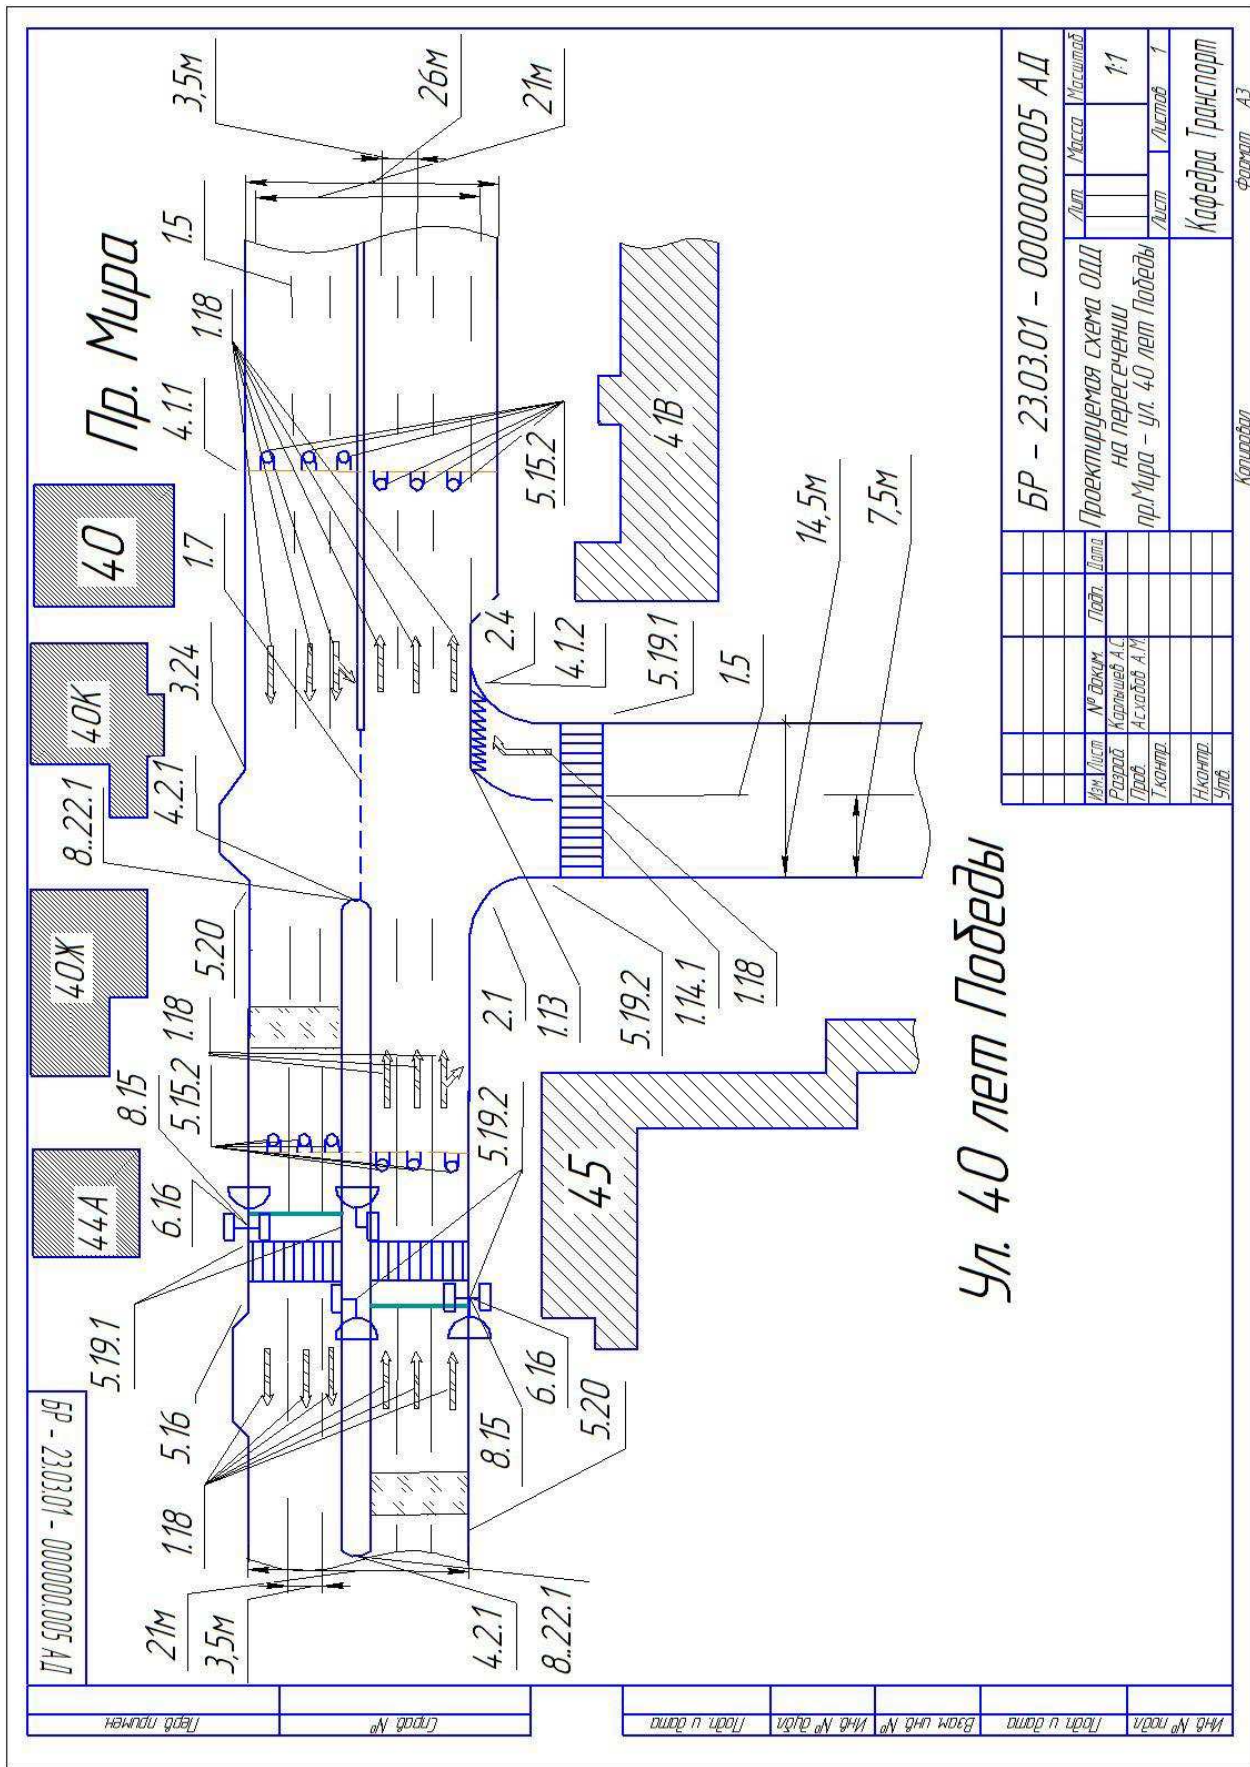 БР - 23.03.01 - 000000.005 АД
Перв. примен.
Справ. №
Подп. и дата
Инв. № дубл.
Взам. инв. №
Подп. и дата
Инв. № подл.
44А
40Ж
40К
40
Пр. Мира
5.19.1
6.16
8.15
5.15.2
1.18
5.20
8..22.1
4.2.1
3.24
1.7
4.1.1
1.18
1.5
3,5м
26м
21м
5.16
1.18
21м
3,5м
4.2.1
8..22.1
8.15
6.16
5.20
5.19.2
2.1
1.13
5.19.2
1.14.1
1.18
2.4
4.1.2
5.19.1
1.5
5.15.2
14,5м
7,5м
45
41В
Ул. 40 лет Победы
БР - 23.03.01 - 000000.005 АД
Изм. Лист № докум. Подп. Дата
Разраб. Карлышев А.С.
Пров. Асхабов А.М.
Т.контр.
Н.контр.
Утв.
Проектируемая схема ОДД
на пересечении
пр.Мира - ул. 40 лет Победы
Лит. Масса Масштаб
1:1
Лист Листов 1
Кафедра Транспорт
Копировал Формат А3